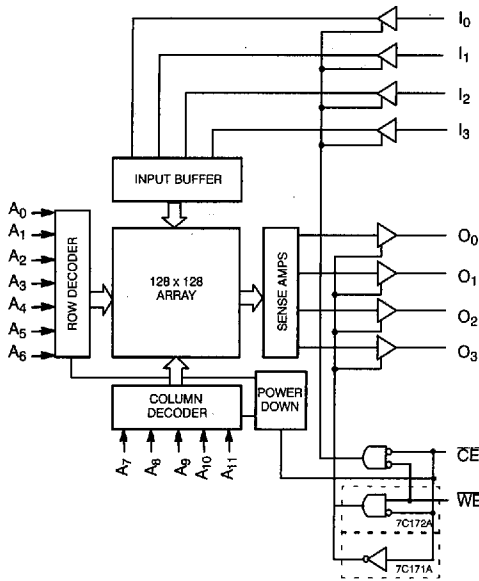 I0
I1
I2
I3
INPUT BUFFER
A0
A1
A2
A3
A4
A5
A6
ROW DECODER
128 x 128
ARRAY
SENSE AMPS
O0
O1
O2
O3
COLUMN
DECODER
POWER
DOWN
A7
A8
A9
A10
A11
CE
WE
7C172A
7C171A